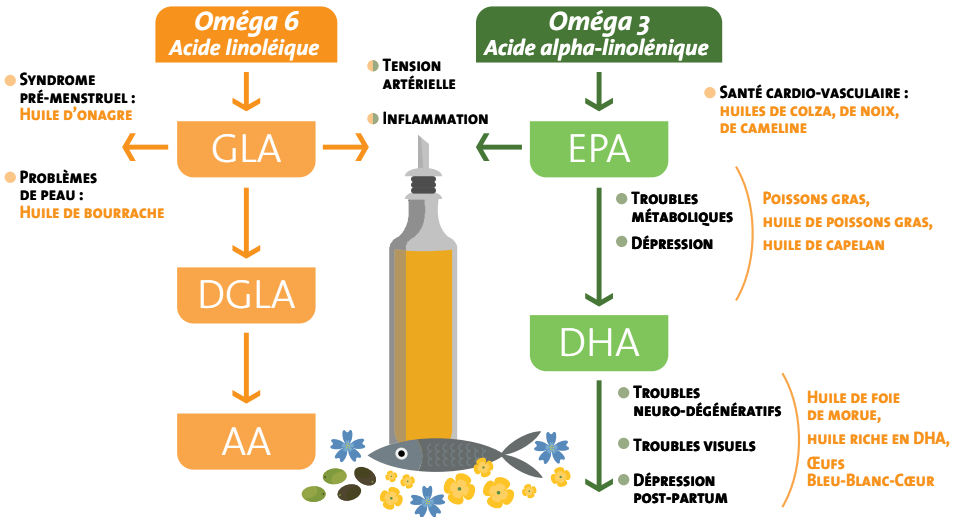 Oméga 6
Acide linoléique
Oméga 3
Acide alpha-linolénique
Syndrome
pré-menstruel :
Huile d'onagre
Problèmes
de peau :
Huile de bourrache
GLA
DGLA
AA
Tension
artérielle
Inflammation
EPA
Santé cardio-vasculaire :
huiles de colza, de noix,
de cameline
Troubles
métaboliques
Dépression
Poissons gras,
huile de poissons gras,
huile de capelan
DHA
Troubles
neuro-dégénératifs
Troubles visuels
Dépression
post-partum
Huile de foie
de morue,
huile riche en DHA,
Œufs
Bleu-Blanc-Cœur